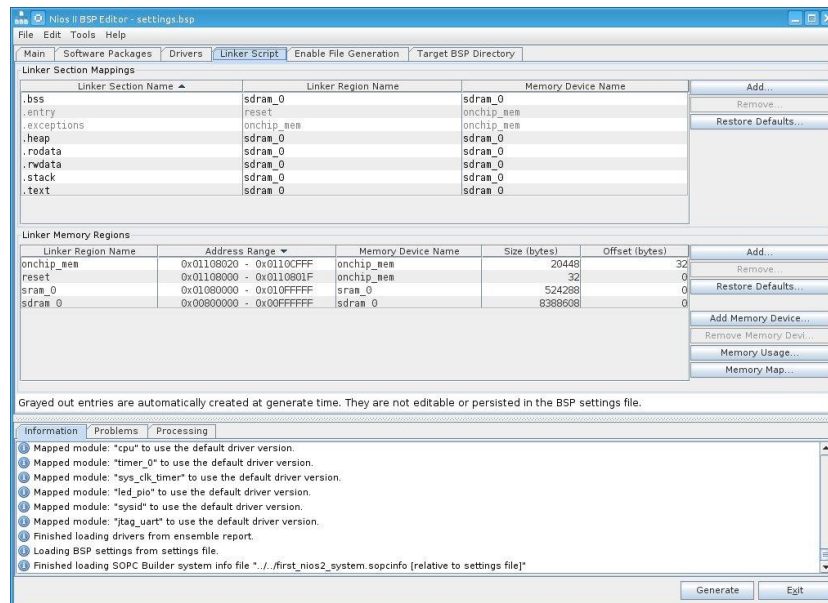 Nios II BSP Editor - settings.bsp
File Edit Tools Help
Main Software Packages Drivers Linker Script Enable File Generation Target BSP Directory
Linker Section Mappings
Linker Section Name Linker Region Name Memory Device Name Add...
.bss sdram_0 sdram_0
.entry reset onchip_mem Remove...
.exceptions onchip_mem onchip_mem Restore Defaults...
.heap sdram_0 sdram_0
.rodata sdram_0 sdram_0
.rwdata sdram_0 sdram_0
.stack sdram_0 sdram_0
.text sdram_0 sdram_0
Linker Memory Regions
Linker Region Name Address Range Memory Device Name Size (bytes) Offset (bytes) Add...
onchip_mem 0x01108020 - 0x0110CFFF onchip_mem 20448 32
reset 0x01108000 - 0x0110801F onchip_mem 32 0 Remove...
sram_0 0x01080000 - 0x010FFFFF sram_0 524288 0 Restore Defaults...
sdram_0 0x00800000 - 0x00FFFFFF sdram_0 8388608 0
Add Memory Device...
Remove Memory Devi...
Memory Usage...
Memory Map...
Grayed out entries are automatically created at generate time. They are not editable or persisted in the BSP settings file.
Information Problems Processing
Mapped module: "cpu" to use the default driver version.
Mapped module: "timer_0" to use the default driver version.
Mapped module: "sys_clk_timer" to use the default driver version.
Mapped module: "led_pio" to use the default driver version.
Mapped module: "sysid" to use the default driver version.
Mapped module: "jtag_uart" to use the default driver version.
Finished loading drivers from ensemble report.
Loading BSP settings from settings file.
Finished loading SOPC Builder system info file "../../first_nios2_system.sopcinfo [relative to settings file]"
Generate Exit